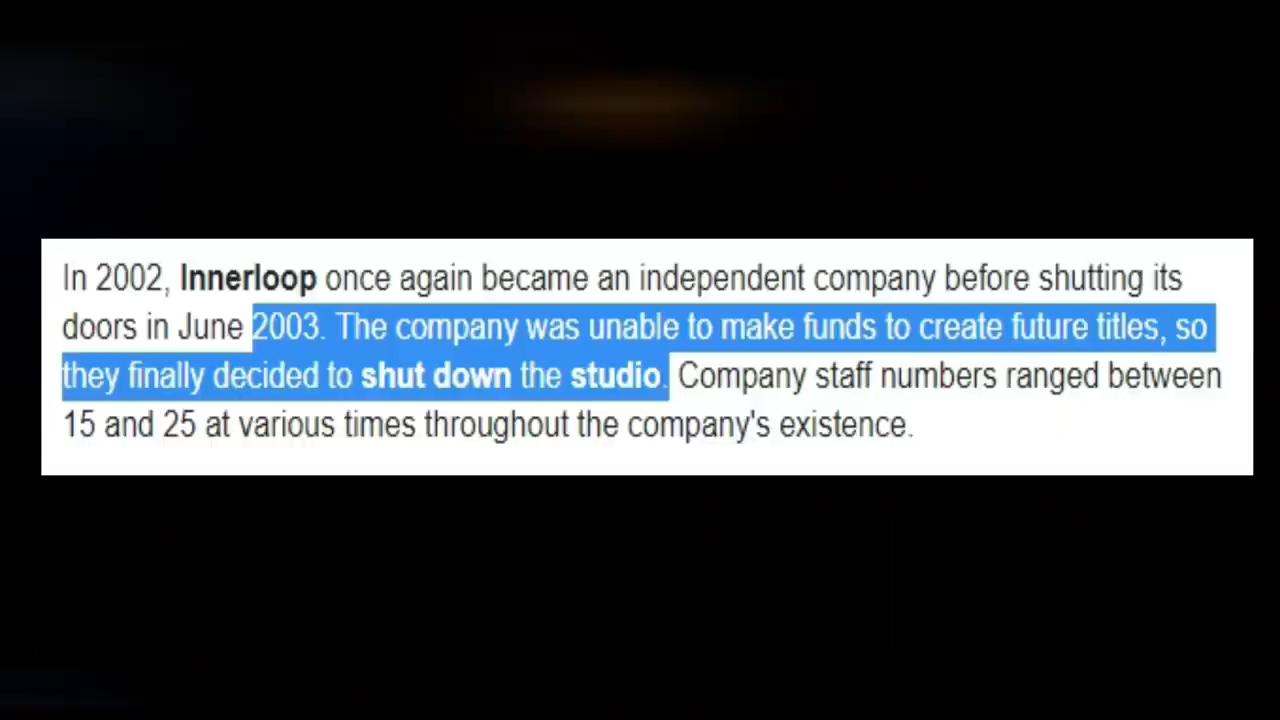 In 2002, Innerloop once again became an independent company before shutting its
doors in June 2003. The company was unable to make funds to create future titles, so
they finally decided to shut down the studio. Company staff numbers ranged between
15 and 25 at various times throughout the company's existence.